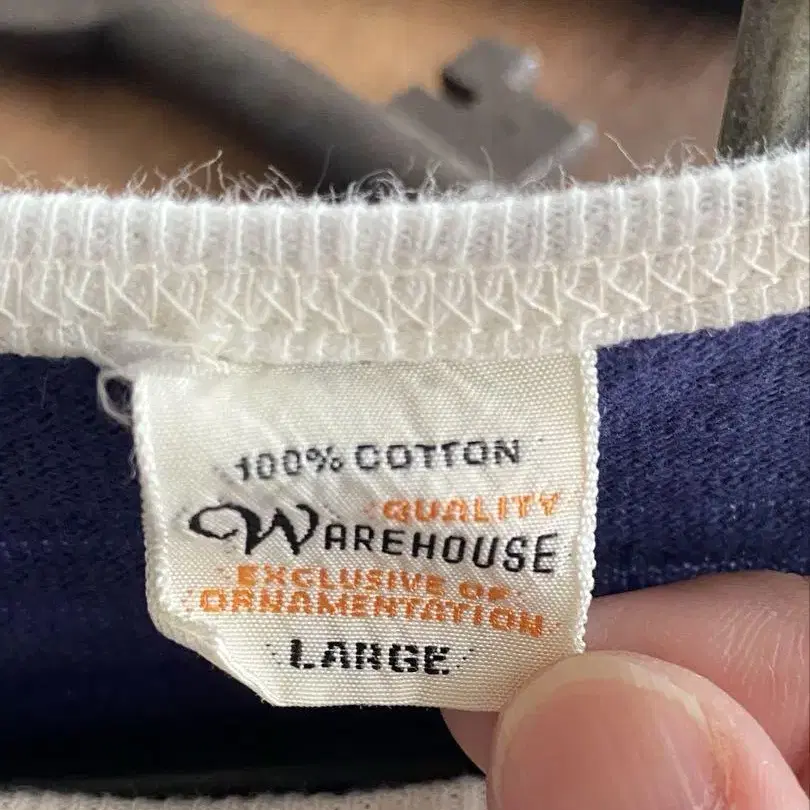 100% COTTON
QUALITY
WAREHOUSE
EXCLUSIVE OF
ORNAMENTATION
LARGE